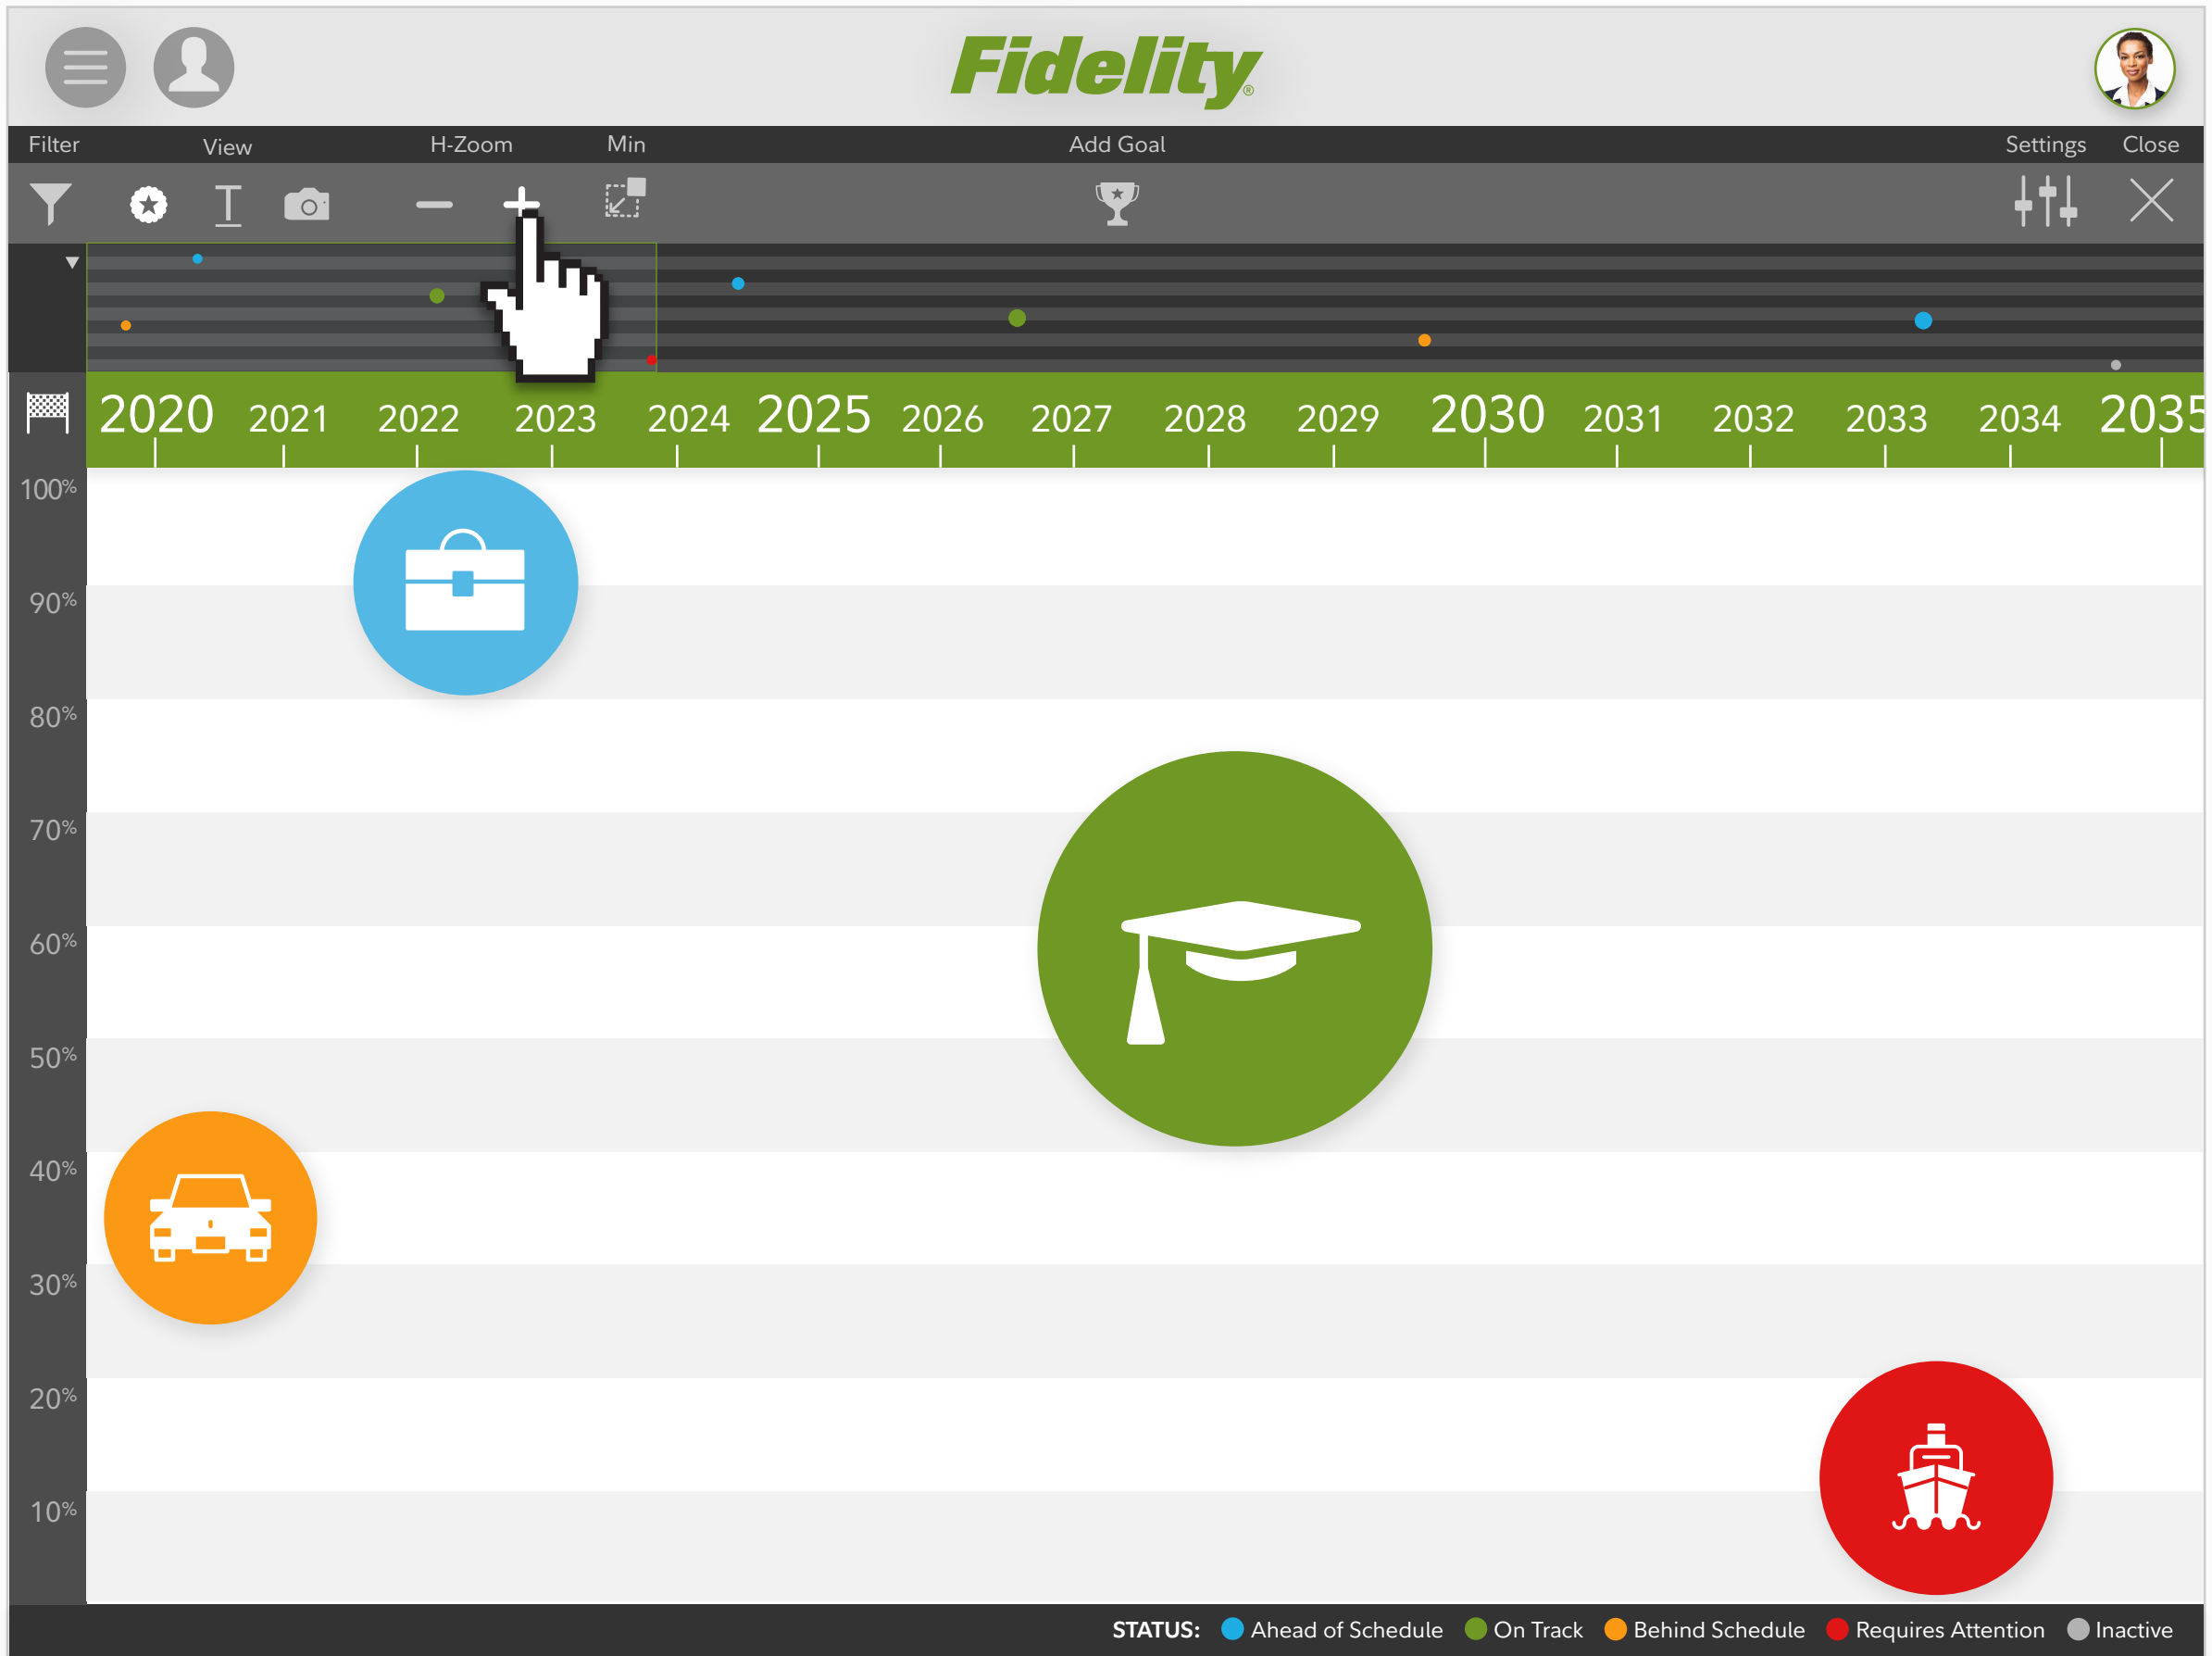 Fidelity®
Filter View H-Zoom Min Add Goal Settings Close
2020 2021 2022 2023 2024 2025 2026 2027 2028 2029 2030 2031 2032 2033 2034 2035
100%
90%
80%
70%
60%
50%
40%
30%
20%
10%
STATUS: Ahead of Schedule On Track Behind Schedule Requires Attention Inactive